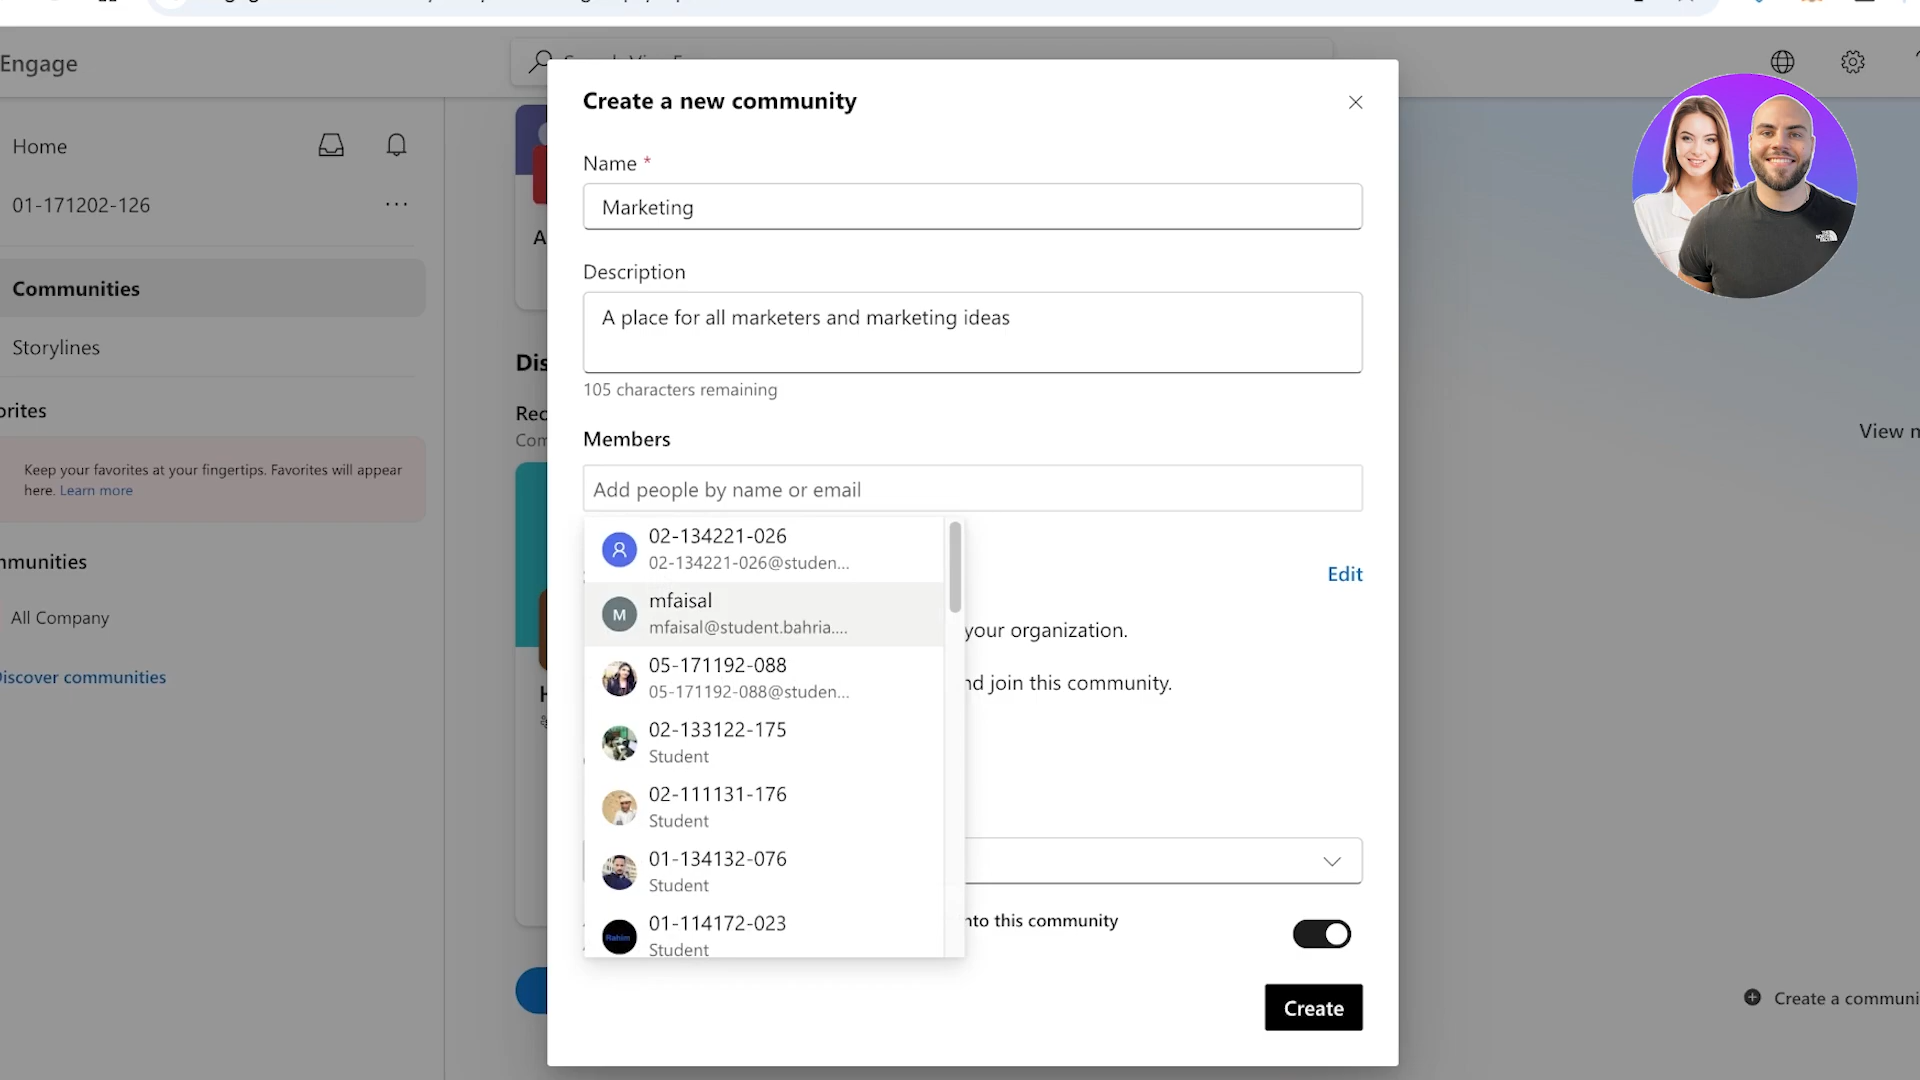 Engage
Home
01-171202-126
Communities
Storylines
orites
Keep your favorites at your fingertips. Favorites will appear
here. Learn more
mmunities
All Company
Discover communities
Create a new community
Name *
Marketing
Description
A place for all marketers and marketing ideas
105 characters remaining
Members
Add people by name or email
02-134221-026
02-134221-026@studen...
mfaisal
mfaisal@student.bahria....
05-171192-088
05-171192-088@studen...
02-133122-175
Student
02-111131-176
Student
01-134132-076
Student
01-114172-023
Student
Edit
your organization.
nd join this community.
nto this community
Create
Dis
Rec
Com
View
Create a communi